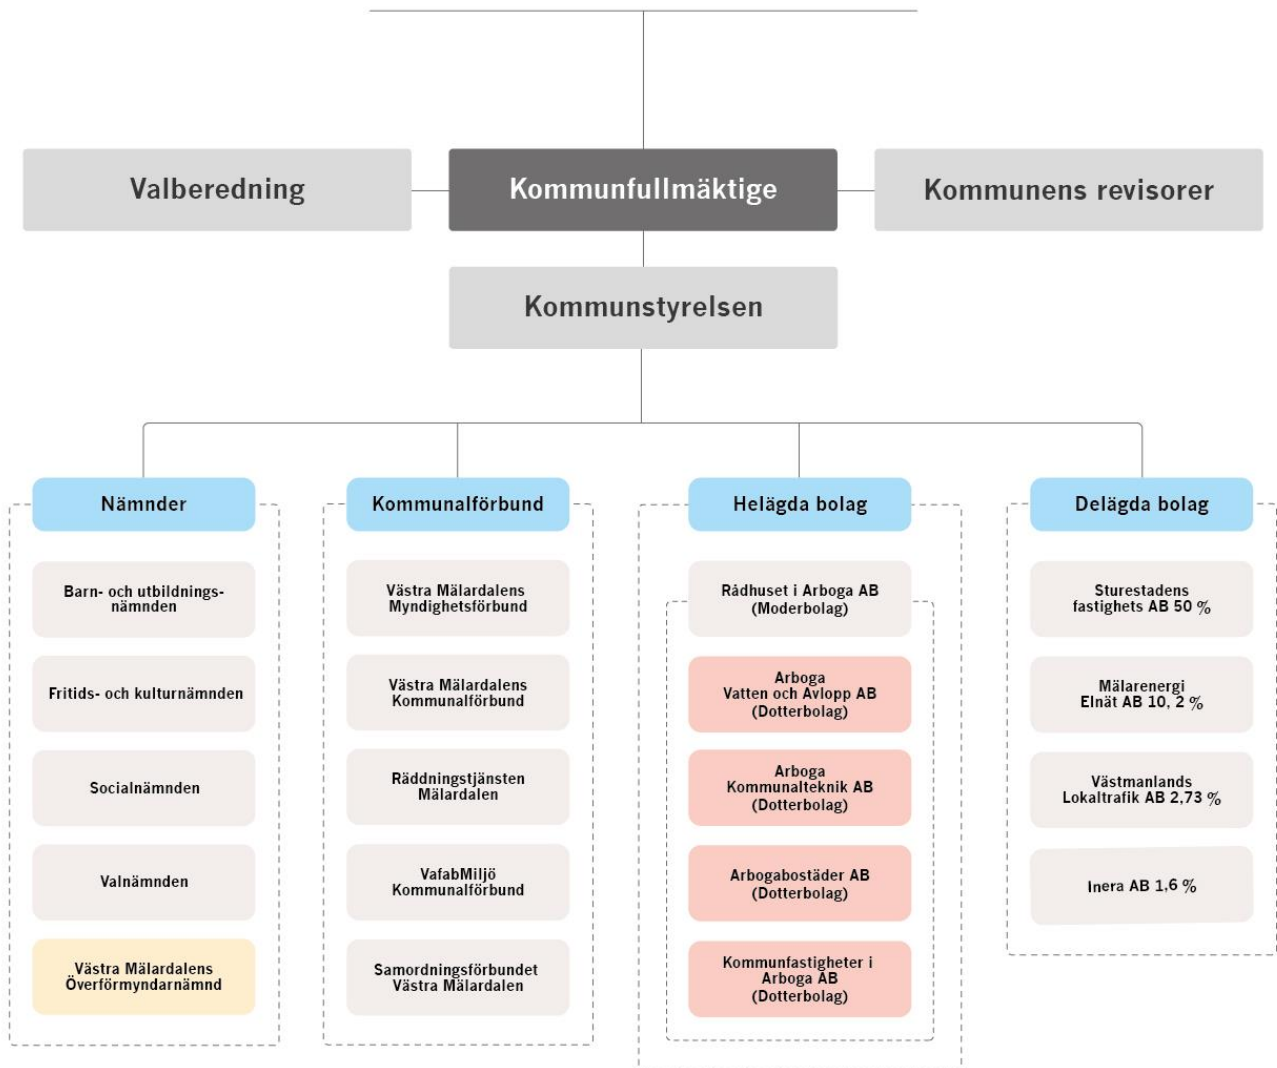 Valberedning
Kommunfullmäktige
Kommunens revisorer
Kommunstyrelsen
Nämnder
Barn- och utbildnings-
nämnden
Fritids- och kulturnämnden
Socialnämnden
Valnämnden
Västra Mälardalens
Överförmyndarnämnd
Kommunalförbund
Västra Mälardalens
Myndighetsförbund
Västra Mälardalens
Kommunalförbund
Räddningstjänsten
Mälardalen
VafabMiljö
Kommunalförbund
Samordningsförbundet
Västra Mälardalen
Helägda bolag
Rådhuset i Arboga AB
(Moderbolag)
Arboga
Vatten och Avlopp AB
(Dotterbolag)
Arboga
Kommunalteknik AB
(Dotterbolag)
Arbogabostäder AB
(Dotterbolag)
Kommunfastigheter i
Arboga AB
(Dotterbolag)
Delägda bolag
Sturestadens
fastighets AB 50 %
Mälarenergi
Elnät AB 10, 2 %
Västmanlands
Lokaltrafik AB 2,73 %
Inera AB 1,6 %